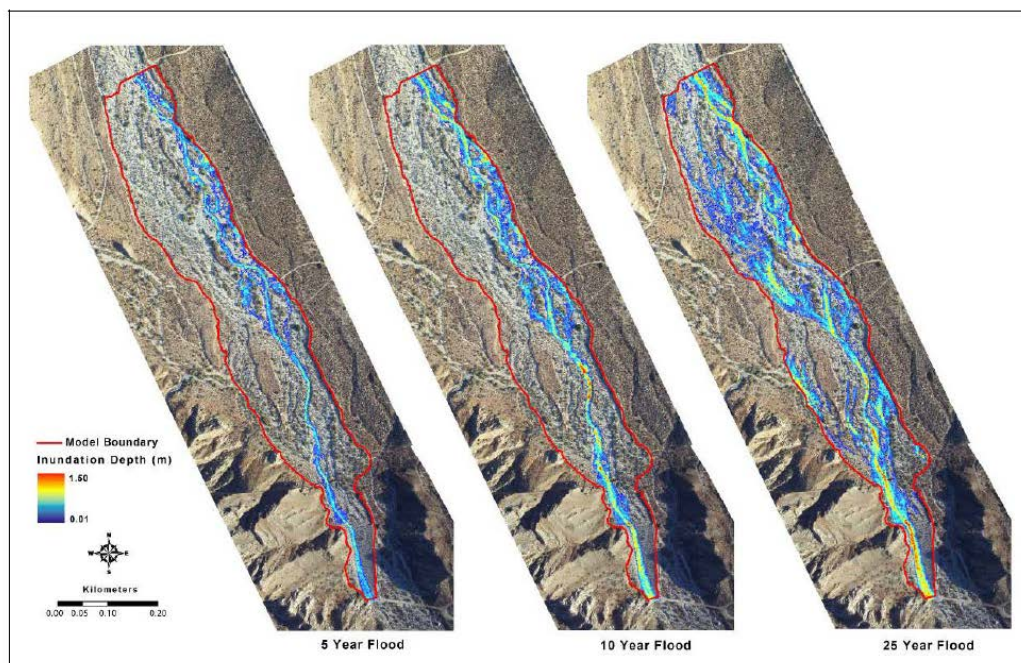 Model Boundary
Inundation Depth (m)
1.50
0.01
N
W E
S
Kilometers
0.00 0.05 0.10 0.20
5 Year Flood 10 Year Flood 25 Year Flood